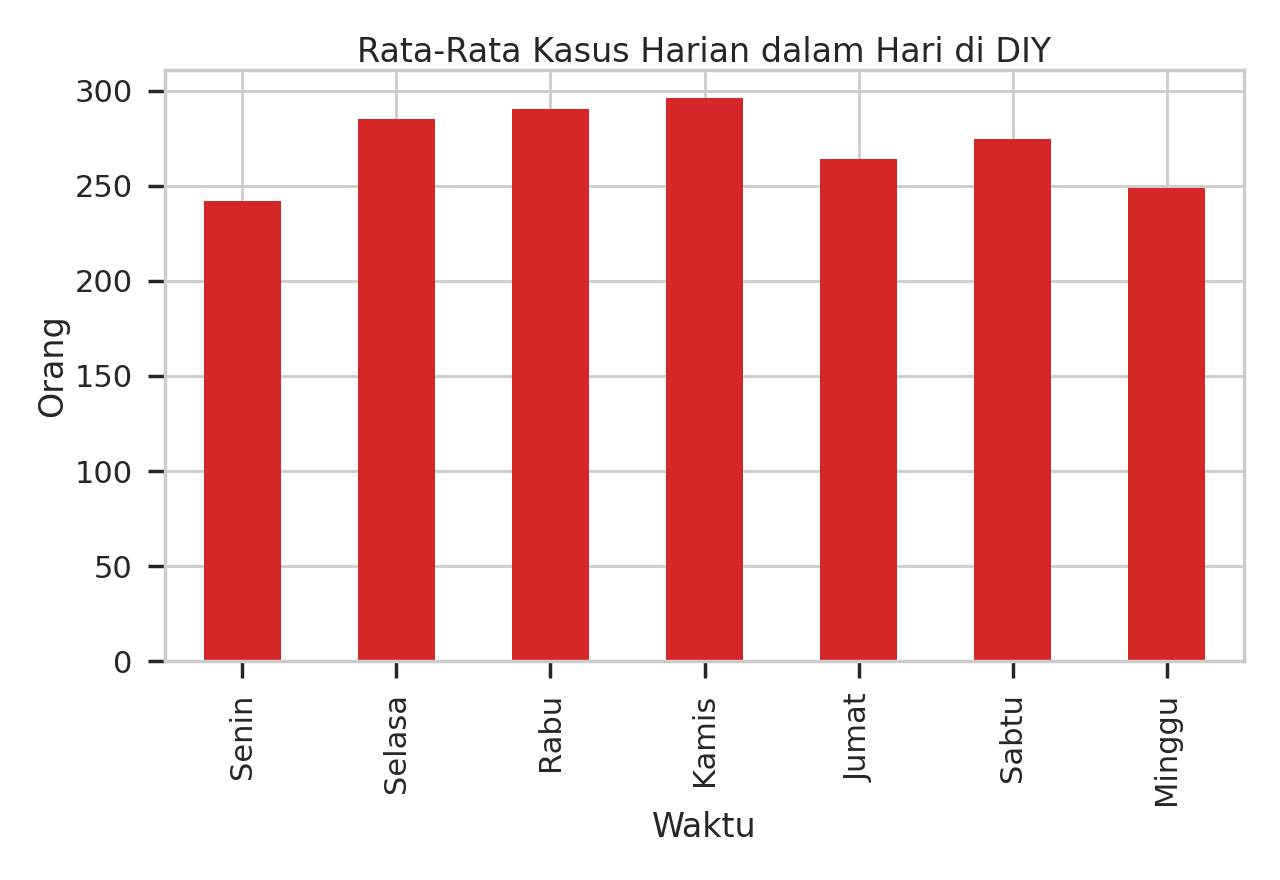 Rata-Rata Kasus Harian dalam Hari di DIY
Orang
300
250
200
150
100
50
0
Senin
Selasa
Rabu
Kamis
Jumat
Sabtu
Minggu
Waktu